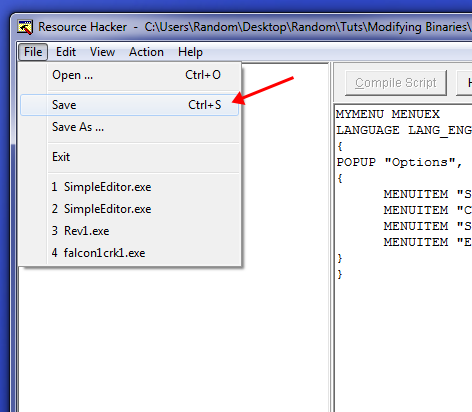 Resource Hacker - C:\Users\Random\Desktop\Random\Tuts\Modifying Binaries\
File Edit View Action Help
Open ... Ctrl+O
Save Ctrl+S
Save As ...
Exit
1 SimpleEditor.exe
2 SimpleEditor.exe
3 Rev1.exe
4 falcon1crk1.exe
Compile Script
MYMENU MENUEX
LANGUAGE LANG_ENG
{
POPUP "Options",
{
MENUITEM "S
MENUITEM "C
MENUITEM "S
MENUITEM "E
}
}